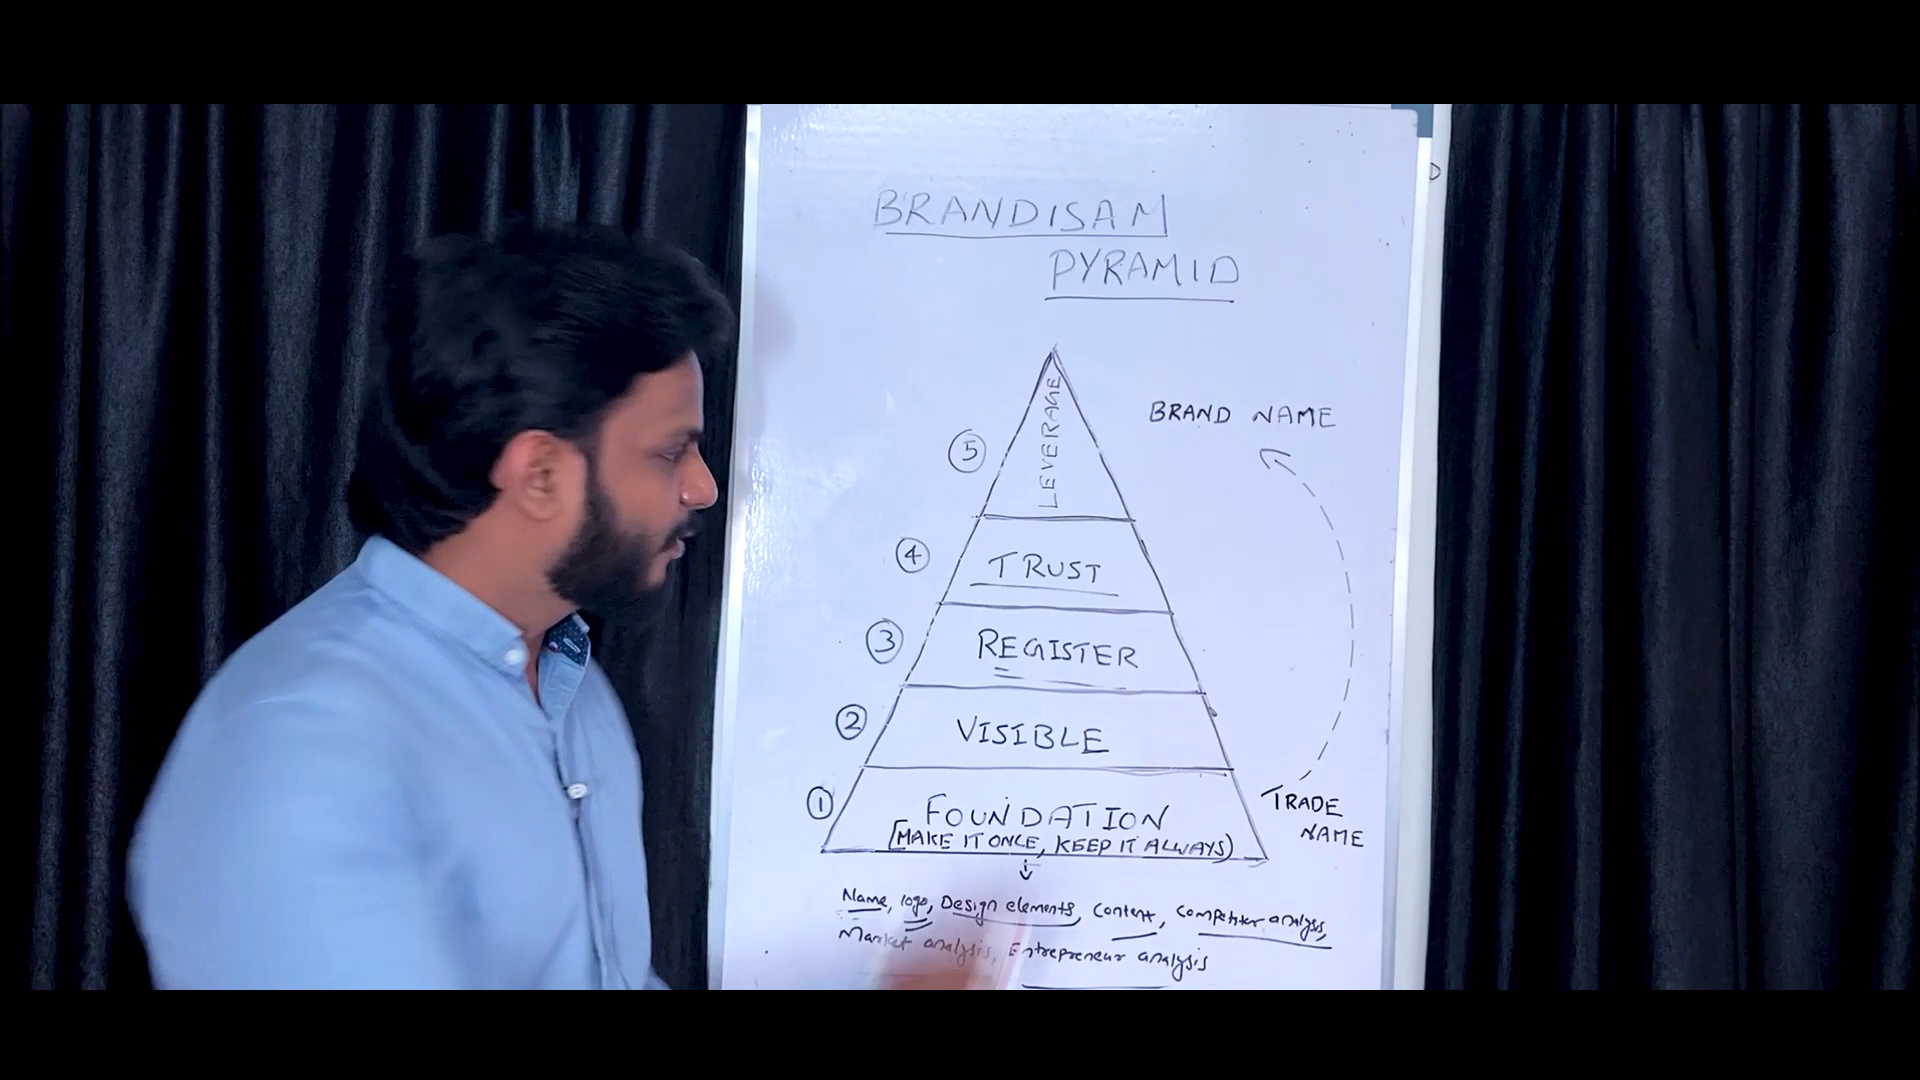 BRANDISAM
PYRAMID
LEVERAGE
BRAND NAME
5
4
TRUST
3
REGISTER
2
VISIBLE
1
FOUNDATION
[MAKE IT ONCE, KEEP IT ALWAYS)
TRADE
NAME
Name, logo, Design elements, Content, Competitor analysis,
Market analysis, Entrepreneur analysis